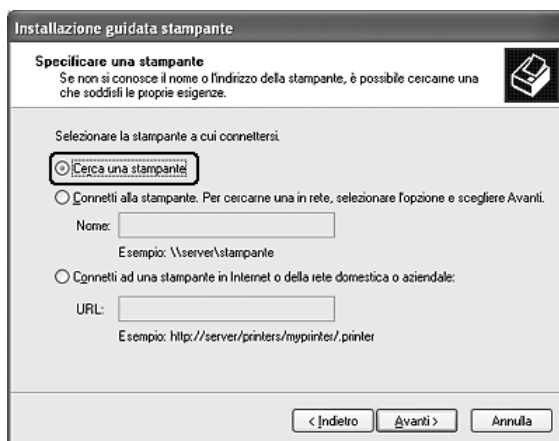 Installazione guidata stampante
Specificare una stampante
Se non si conosce il nome o l'indirizzo della stampante, è possibile cercarne una
che soddisfi le proprie esigenze.
Selezionare la stampante a cui connettersi.
Cerca una stampante
Connetti alla stampante. Per cercarne una in rete, selezionare l'opzione e scegliere Avanti.
Nome:
Esempio: \\server\stampante
Connetti ad una stampante in Internet o della rete domestica o aziendale:
URL:
Esempio: http://server/printers/myprinter/.printer
< Indietro
Avanti >
Annulla